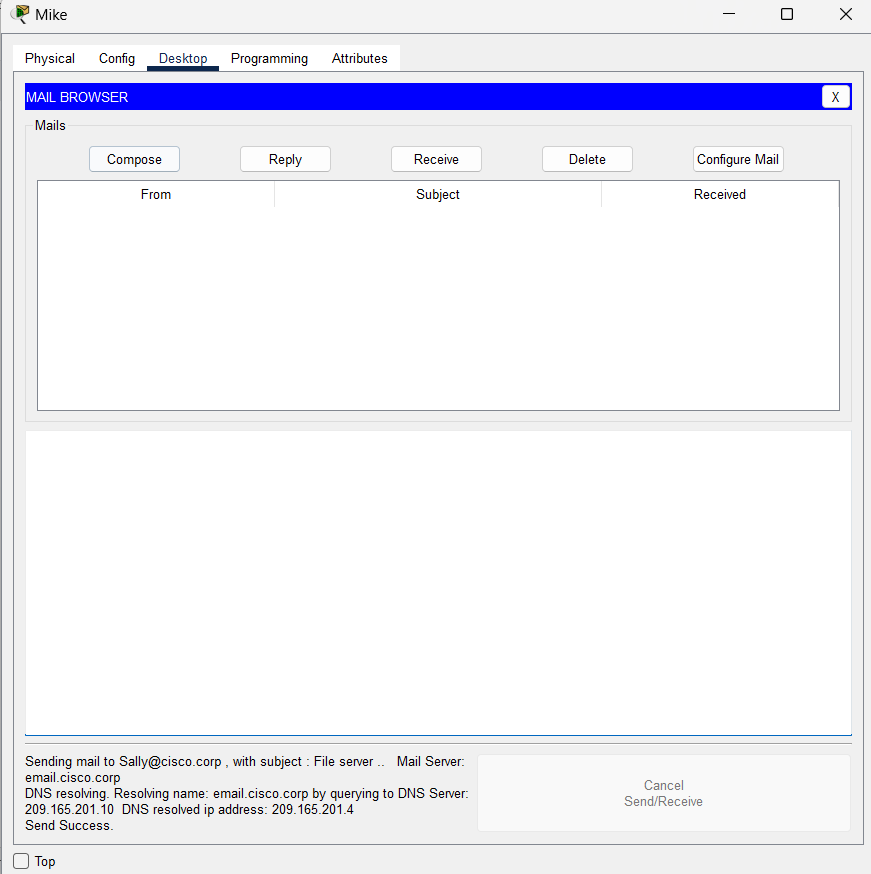 Mike
Physical Config Desktop Programming Attributes
MAIL BROWSER X
Mails
Compose Reply Receive Delete Configure Mail
From Subject Received
Sending mail to Sally@cisco.corp , with subject : File server .. Mail Server:
email.cisco.corp
DNS resolving. Resolving name: email.cisco.corp by querying to DNS Server:
209.165.201.10 DNS resolved ip address: 209.165.201.4
Send Success.
Cancel
Send/Receive
Top